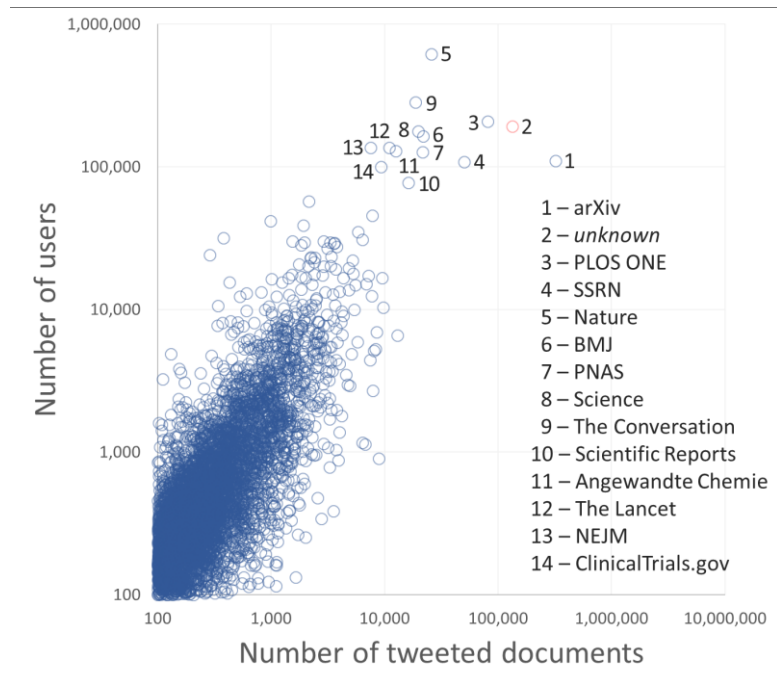 1,000,000
5
9
12
8
6
3
2
13
7
11
4
1
14
10
100,000
10,000
1,000
100
Number of users
1 – arXiv
2 – unknown
3 – PLOS ONE
4 – SSRN
5 – Nature
6 – BMJ
7 – PNAS
8 – Science
9 – The Conversation
10 – Scientific Reports
11 – Angewandte Chemie
12 – The Lancet
13 – NEJM
14 – ClinicalTrials.gov
100
1,000
10,000
100,000
1,000,000
10,000,000
Number of tweeted documents